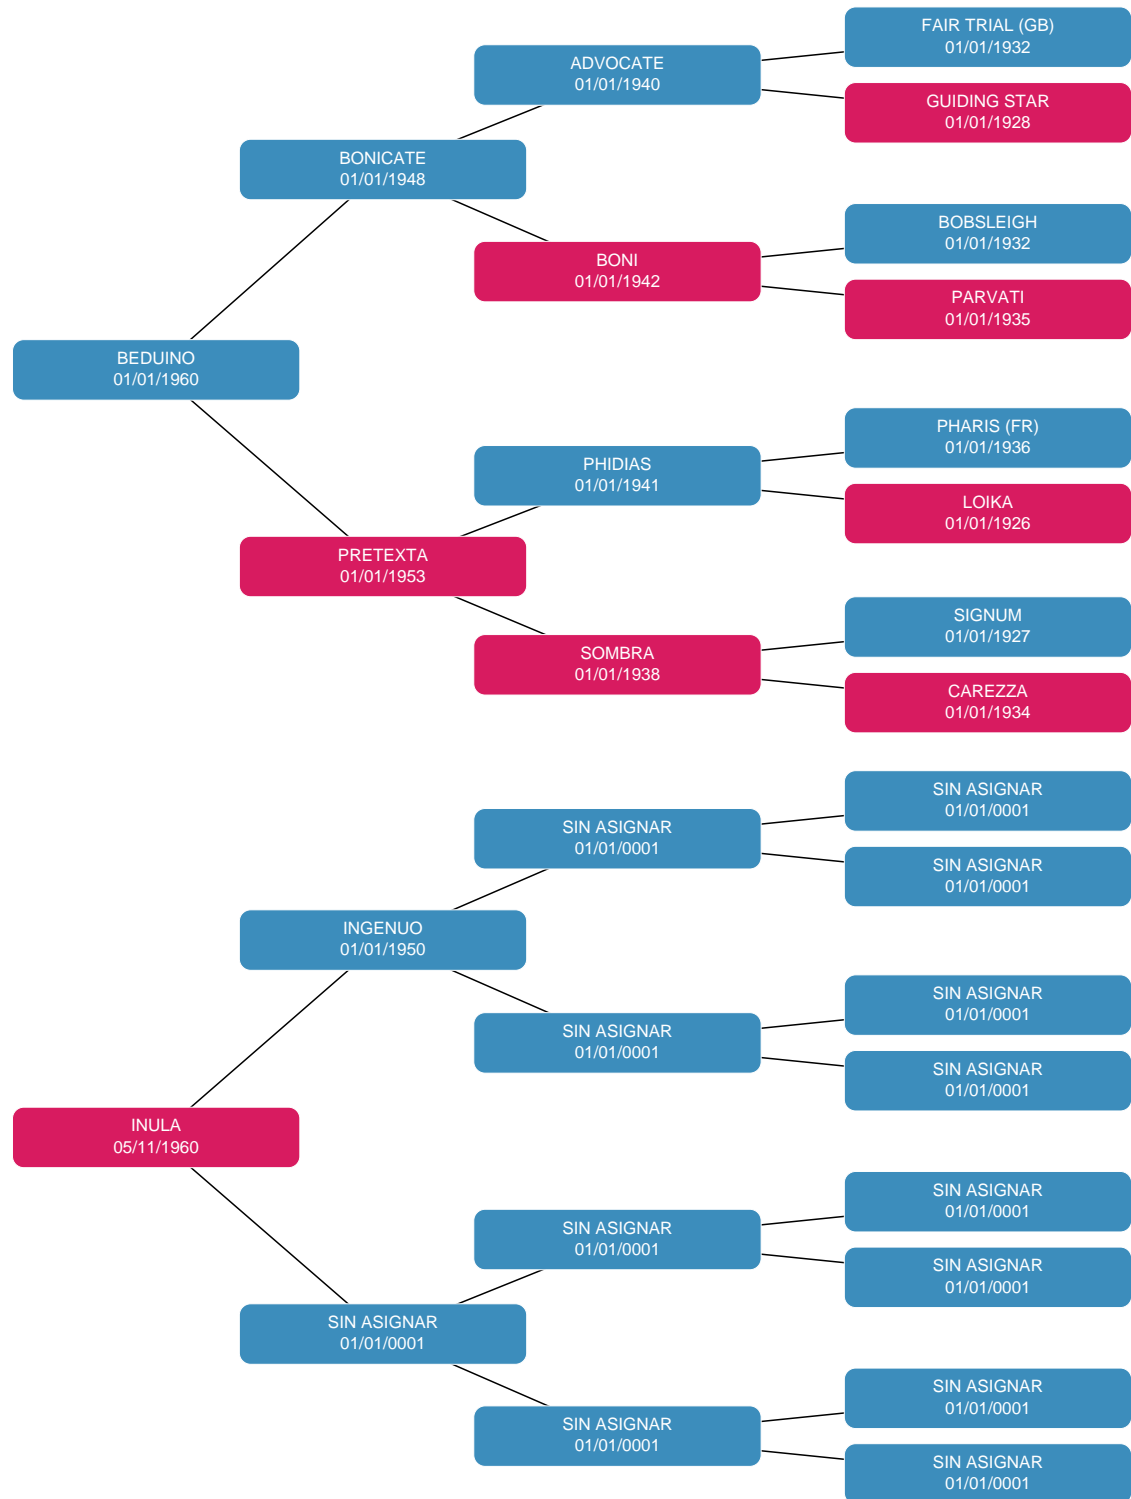 FAIR TRIAL (GB)
01/01/1932
ADVOCATE
01/01/1940
GUIDING STAR
01/01/1928
BONICATE
01/01/1948
BOBSLEIGH
01/01/1932
BONI
01/01/1942
PARVATI
01/01/1935
BEDUINO
01/01/1960
PHARIS (FR)
01/01/1936
PHIDIAS
01/01/1941
LOIKA
01/01/1926
PRETEXTA
01/01/1953
SIGNUM
01/01/1927
SOMBRA
01/01/1938
CAREZZA
01/01/1934
SIN ASIGNAR
01/01/0001
SIN ASIGNAR
01/01/0001
SIN ASIGNAR
01/01/0001
INGENUO
01/01/1950
SIN ASIGNAR
01/01/0001
SIN ASIGNAR
01/01/0001
SIN ASIGNAR
01/01/0001
INULA
05/11/1960
SIN ASIGNAR
01/01/0001
SIN ASIGNAR
01/01/0001
SIN ASIGNAR
01/01/0001
SIN ASIGNAR
01/01/0001
SIN ASIGNAR
01/01/0001
SIN ASIGNAR
01/01/0001
SIN ASIGNAR
01/01/0001